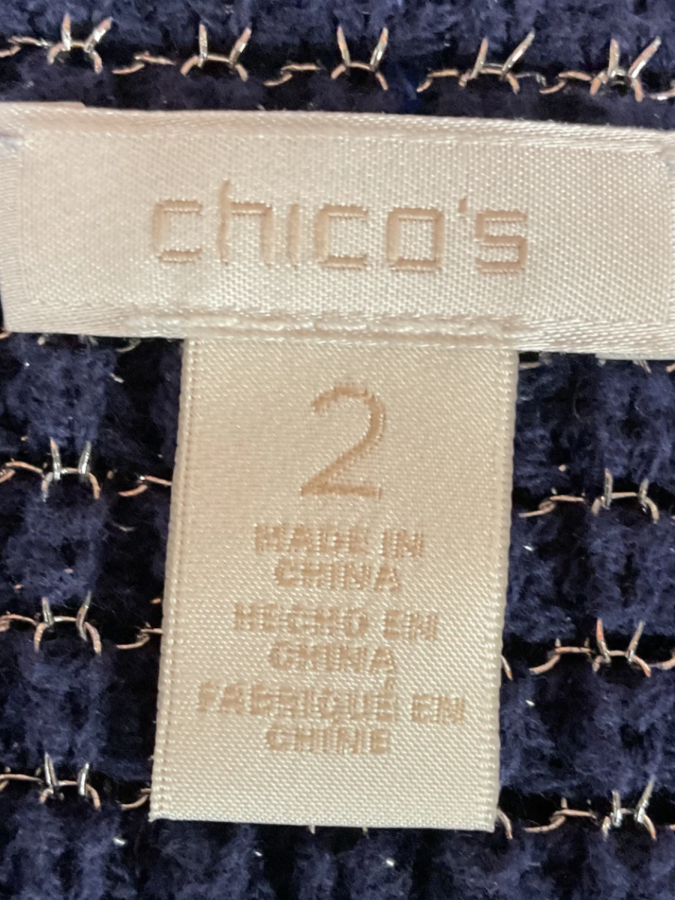 chico's
2
MADE IN
CHINA
HECHO EN
CHINA
FABRIQUÉ EN
CHINE